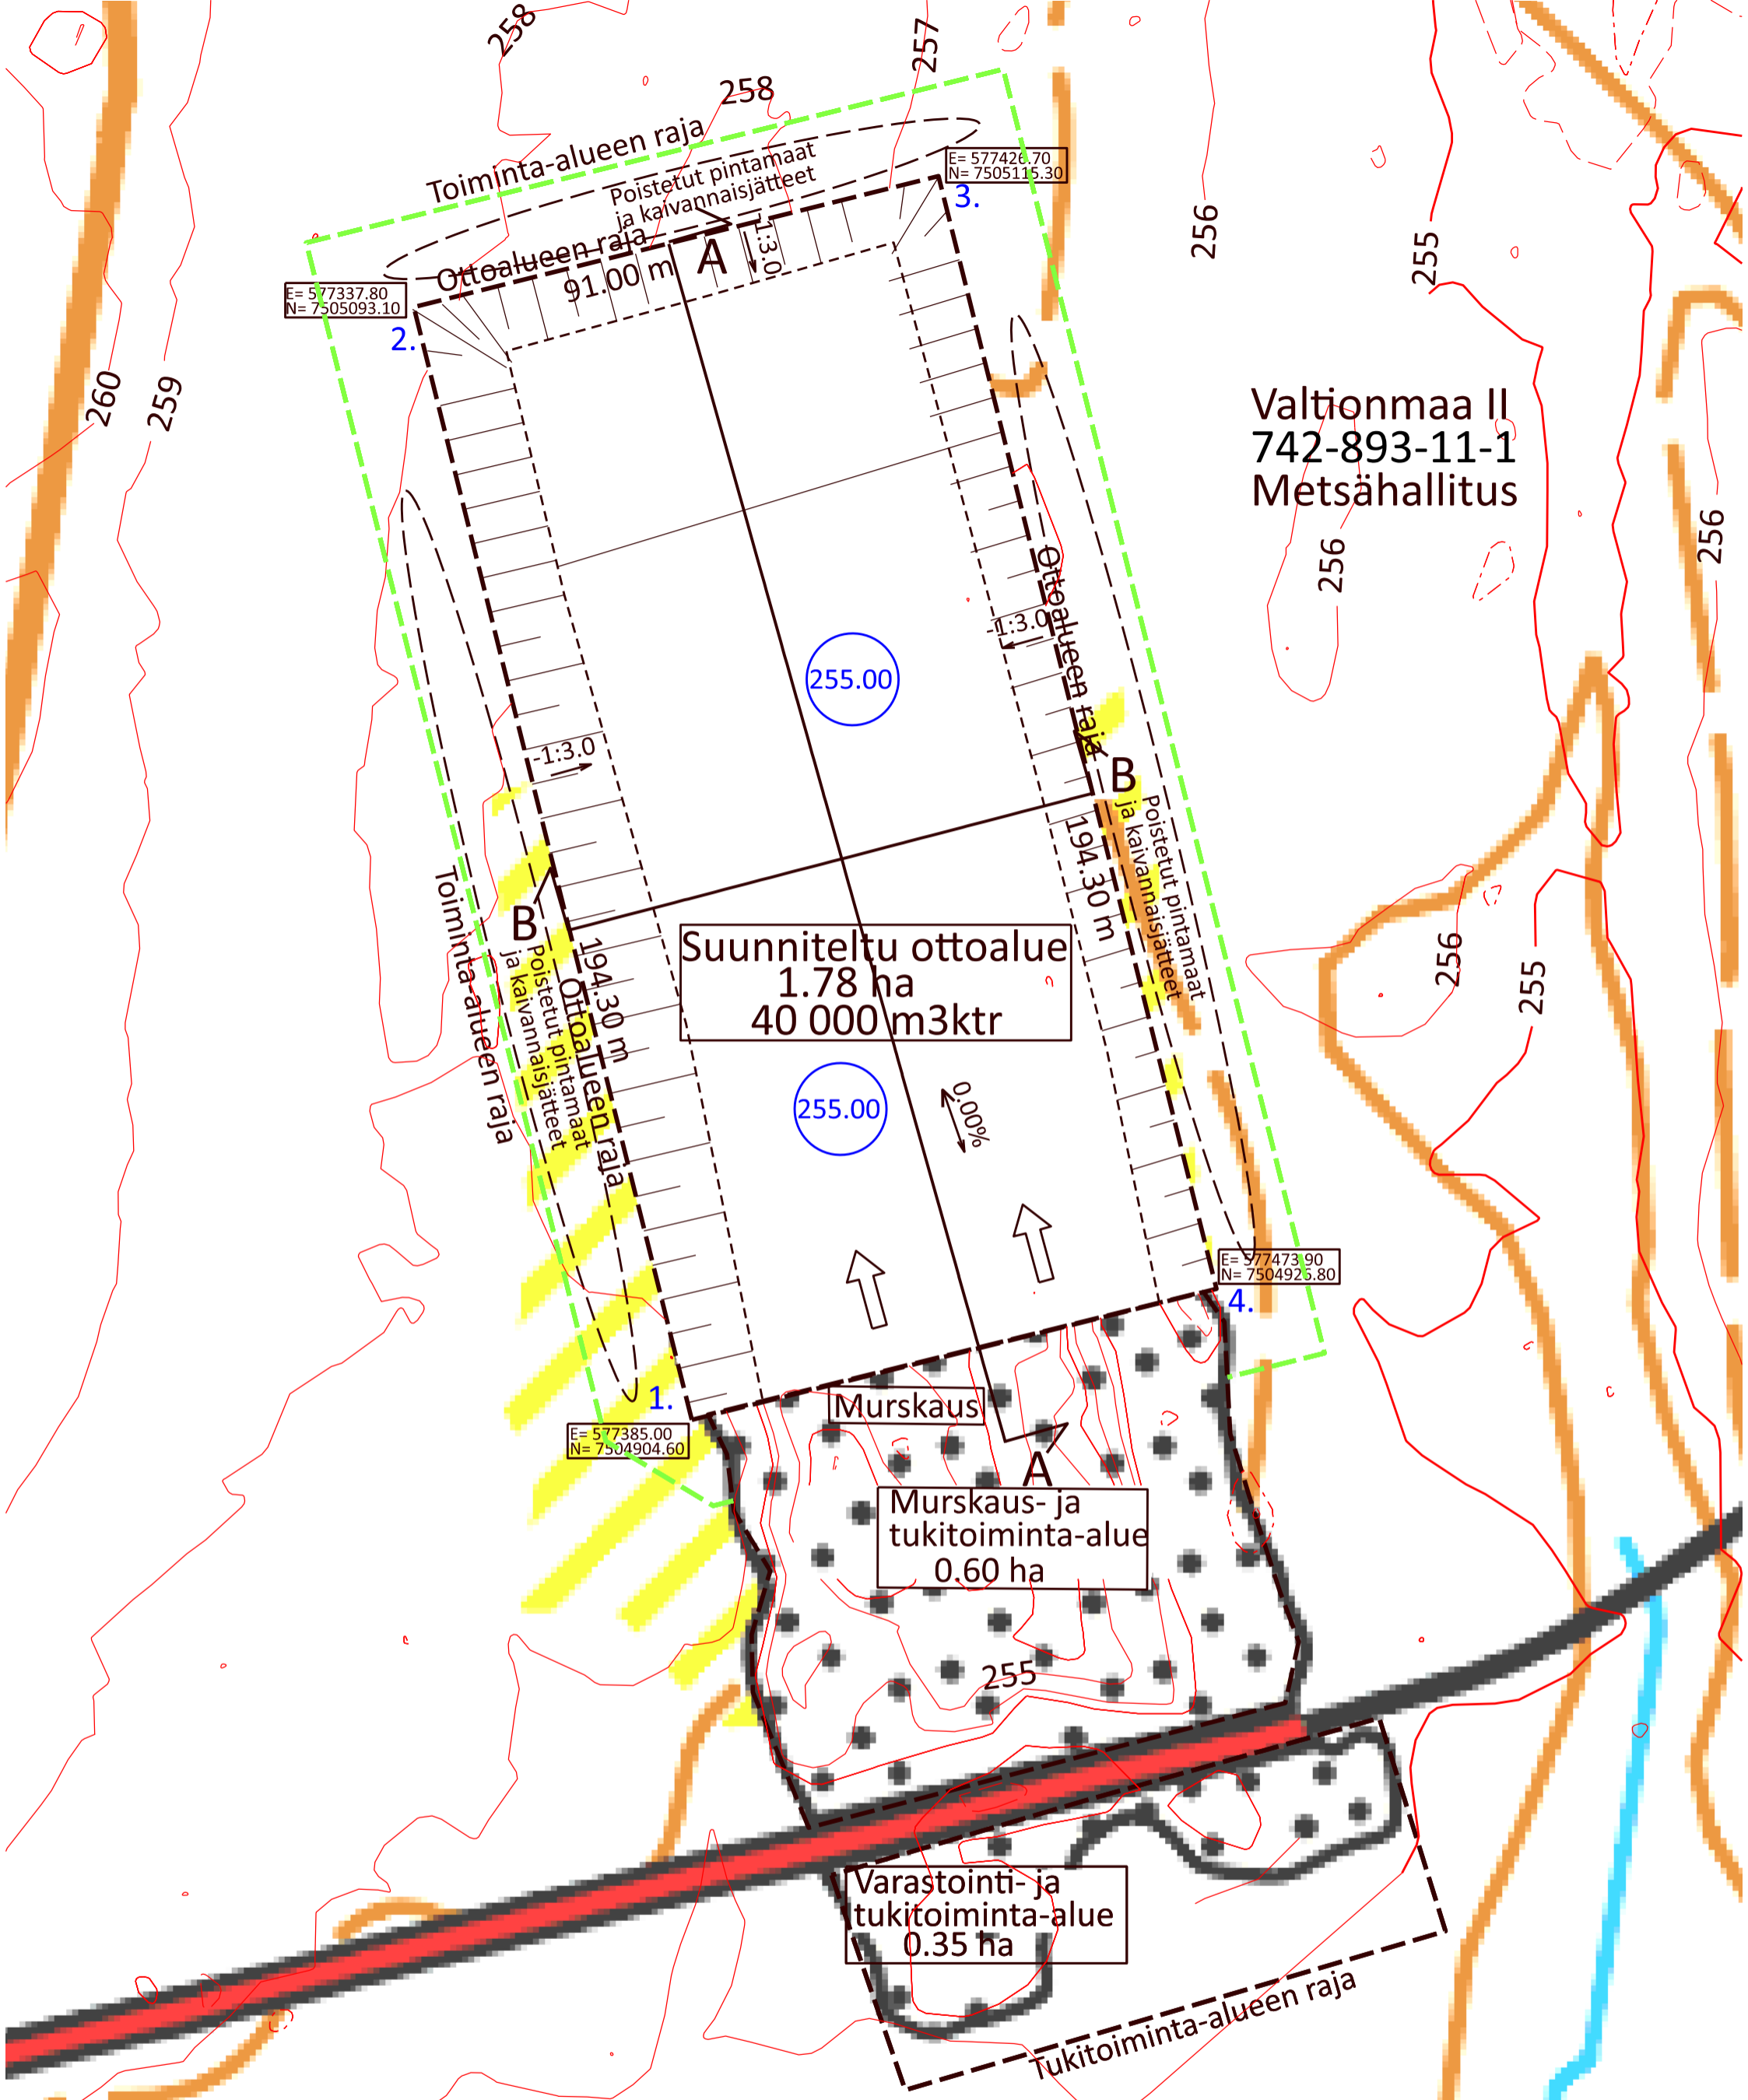 258
257
258
Toiminta-alueen raja
Poistetut pintamaat
ja kaivannaisjätteet
E= 577426.70
N= 7505115.30
3.
Ottoalueen raja
91.00 m
A
-1:3.0
256
255
E= 577337.80
N= 7505093.10
2.
260
259
Valtionmaa II
742-893-11-1
Metsähallitus
256
256
Ottoalueen raja
-1:3.0
255.00
-1:3.0
B
194.30 m
Poistetut pintamaat
ja kaivannaisjätteet
Toiminta-alueen raja
B
Poistetut pintamaat
ja kaivannaisjätteet
Ottoalueen raja
194.30 m
Suunniteltu ottoalue
1.78 ha
40 000 m3ktr
256
255
255.00
0.00%
E= 577473.90
N= 7504925.80
4.
1.
E= 577385.00
N= 7504904.60
Murskaus
A
Murskaus- ja
tukitoiminta-alue
0.60 ha
255
Varastointi- ja
tukitoiminta-alue
0.35 ha
Tukitoiminta-alueen raja